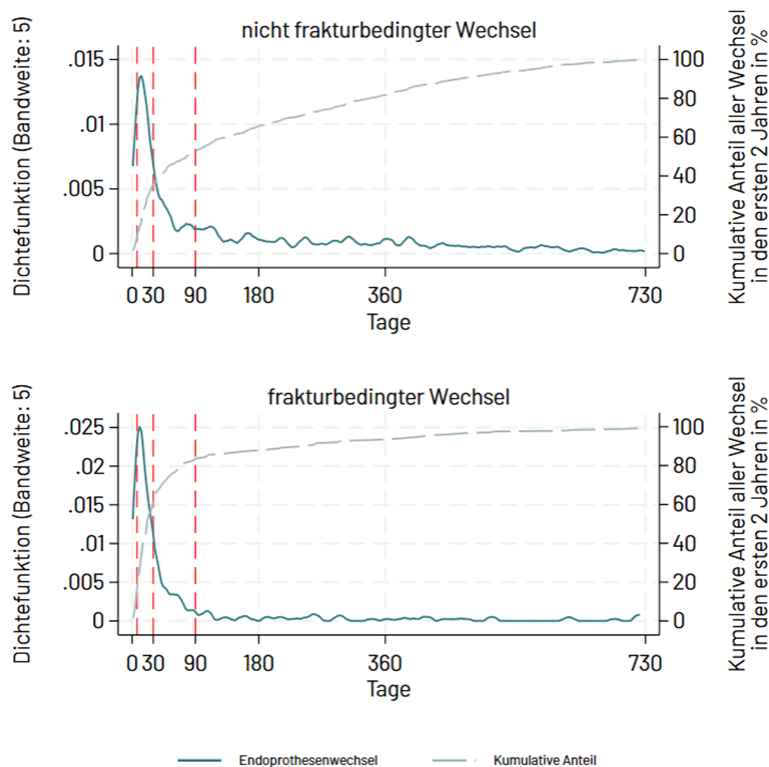 nicht frakturbedingter Wechsel
Dichtefunktion (Bandweite: 5)
.015
.01
.005
0
100
80
60
40
20
0
Kumulative Anteil aller Wechsel
in den ersten 2 Jahren in %
0 30 90 180 360 730
Tage
frakturbedingter Wechsel
Dichtefunktion (Bandweite: 5)
.025
.02
.015
.01
.005
0
100
80
60
40
20
0
Kumulative Anteil aller Wechsel
in den ersten 2 Jahren in %
0 30 90 180 360 730
Tage
Endoprothesenwechsel Kumulative Anteil